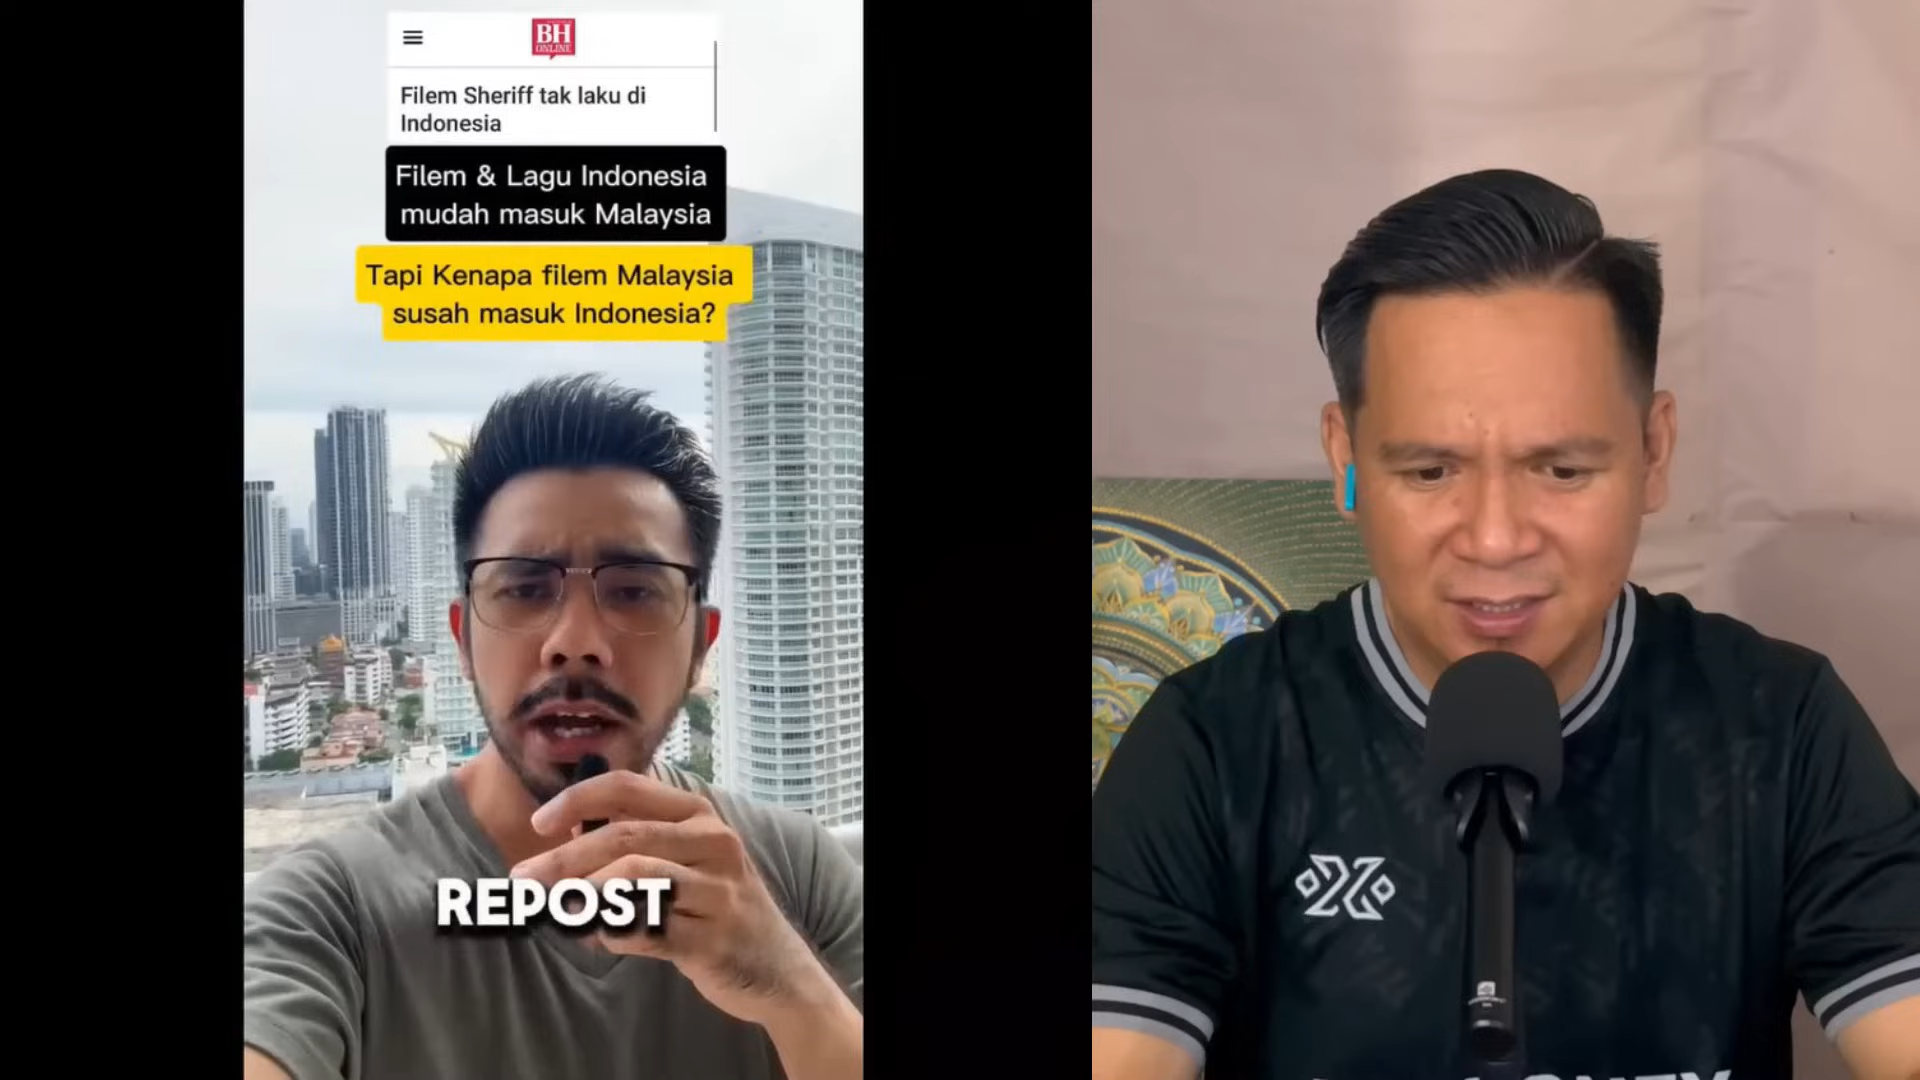 BH
ONLINE
Filem Sheriff tak laku di
Indonesia
Filem & Lagu Indonesia
mudah masuk Malaysia
Tapi Kenapa filem Malaysia
susah masuk Indonesia?
REPOST